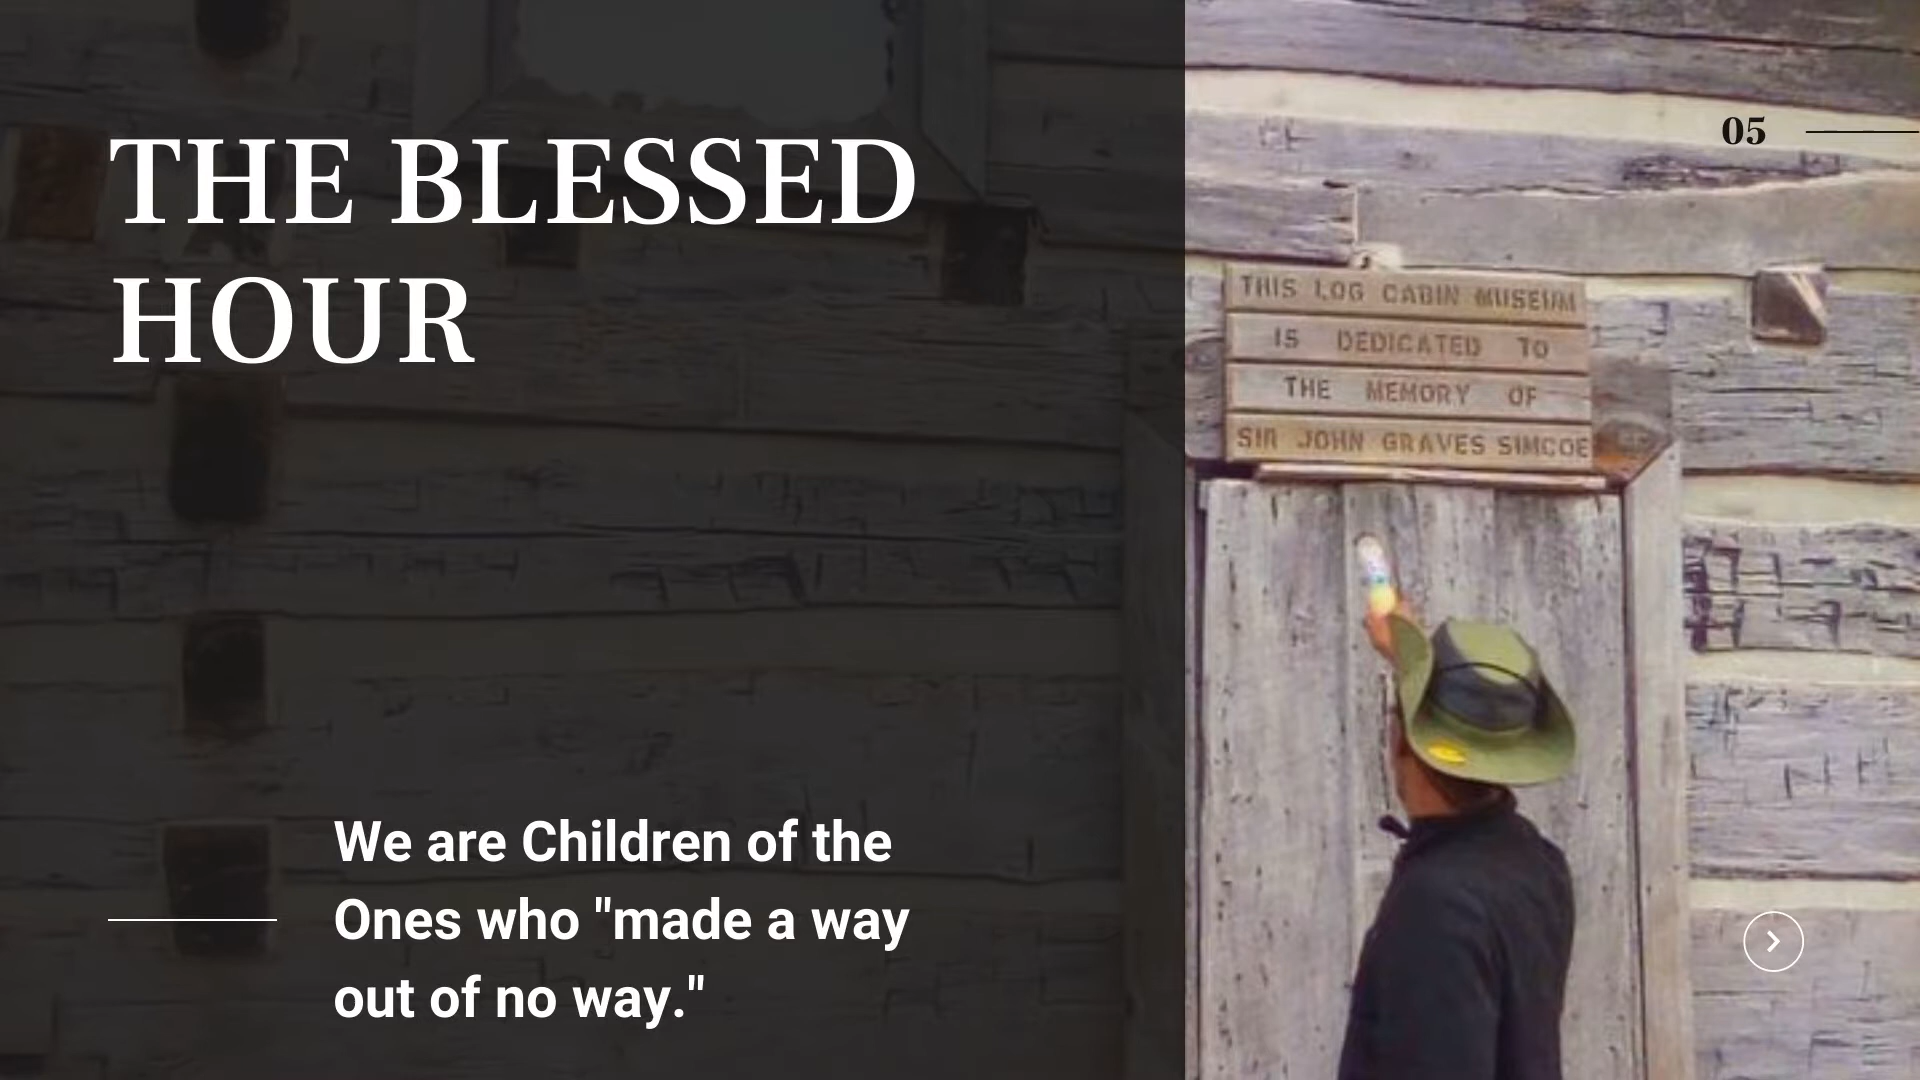 THE BLESSED
HOUR
05
THIS LOG CABIN MUSEUM
IS DEDICATED TO
THE MEMORY OF
SIR JOHN GRAVES SIMCOE
We are Children of the
Ones who "made a way
out of no way."